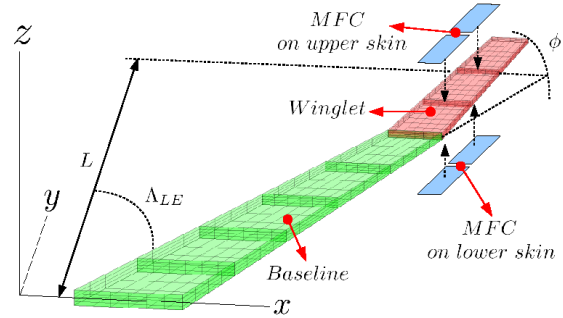 MFC
on upper skin
ϕ
z
Winglet
L
Λ_LE
y
MFC
on lower skin
Baseline
x